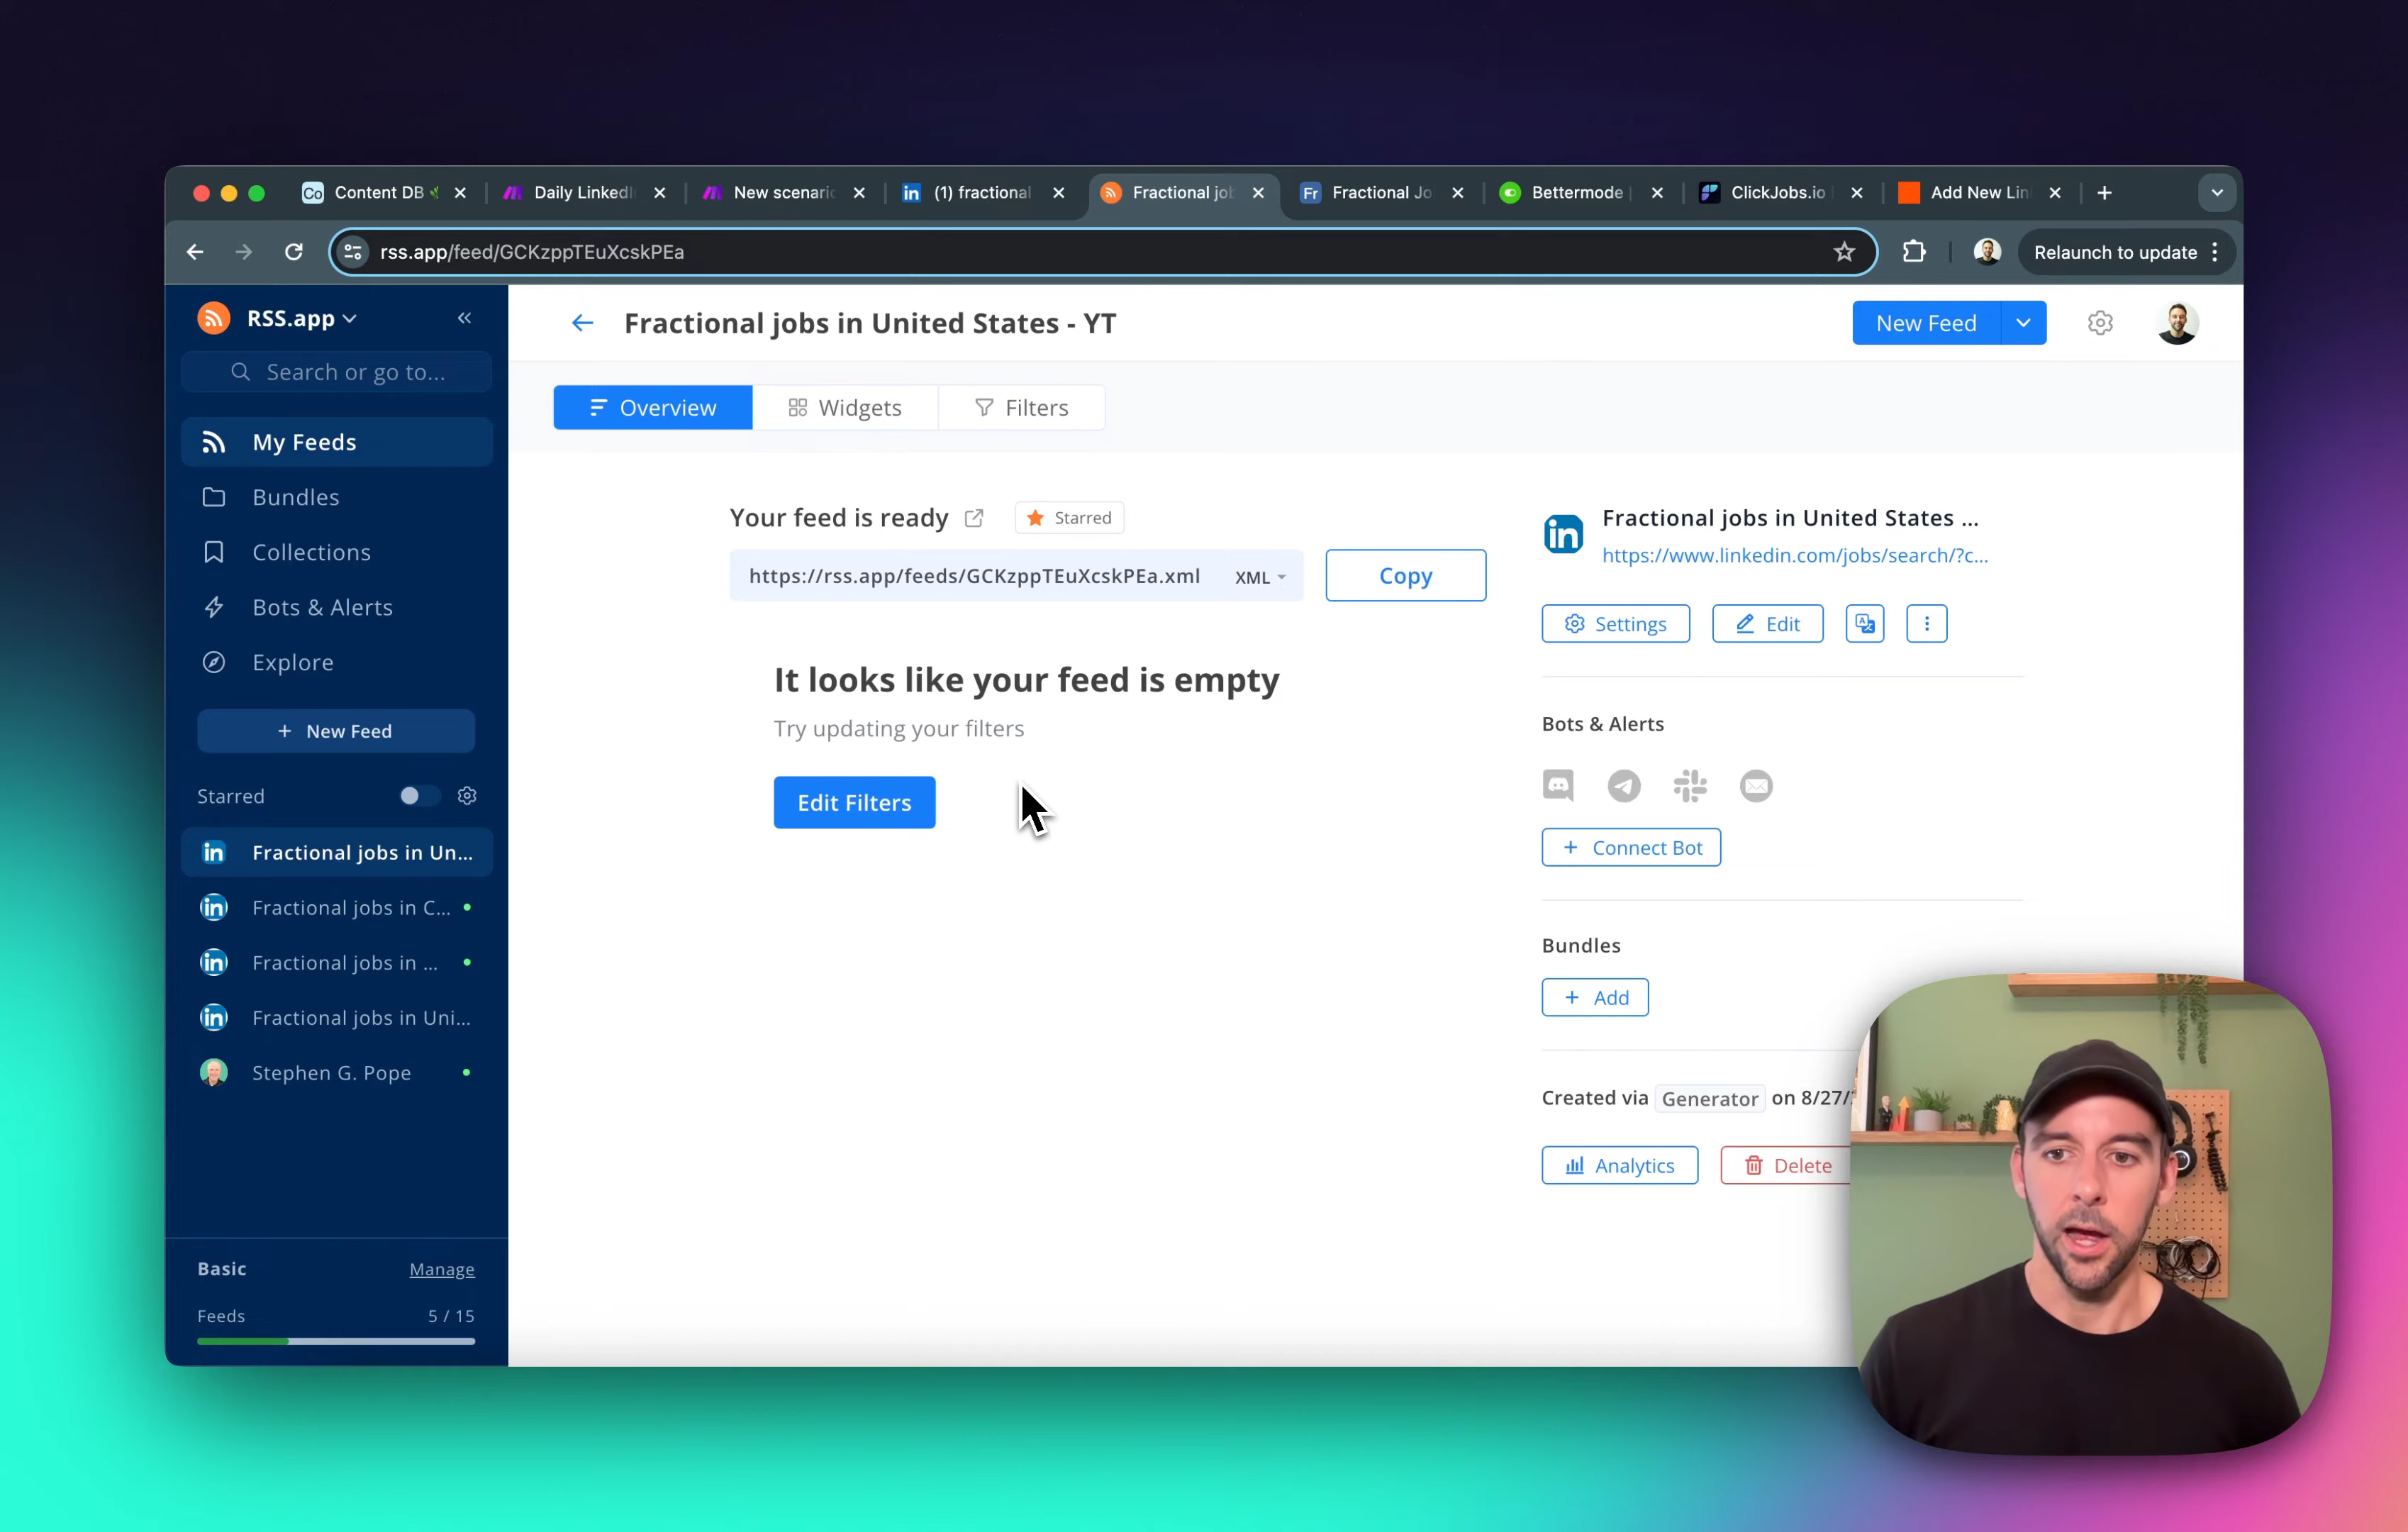 Co Content DB
Daily LinkedI
New scenario
(1) fractional
Fractional job
Fr Fractional Jo
Bettermode |
ClickJobs.io
Add New Lin
rss.app/feed/GCKzppTEuXcskPEa
Relaunch to update
RSS.app
Search or go to...
My Feeds
Bundles
Collections
Bots & Alerts
Explore
+ New Feed
Starred
Fractional jobs in Un...
Fractional jobs in C...
Fractional jobs in ...
Fractional jobs in Uni...
Stephen G. Pope
Basic
Manage
Feeds
5 / 15
Fractional jobs in United States - YT
New Feed
Overview
Widgets
Filters
Your feed is ready
Starred
https://rss.app/feeds/GCKzppTEuXcskPEa.xml
XML
Copy
It looks like your feed is empty
Try updating your filters
Edit Filters
in
Fractional jobs in United States ...
https://www.linkedin.com/jobs/search/?c...
Settings
Edit
Bots & Alerts
+ Connect Bot
Bundles
+ Add
Created via Generator on 8/27/
Analytics
Delete